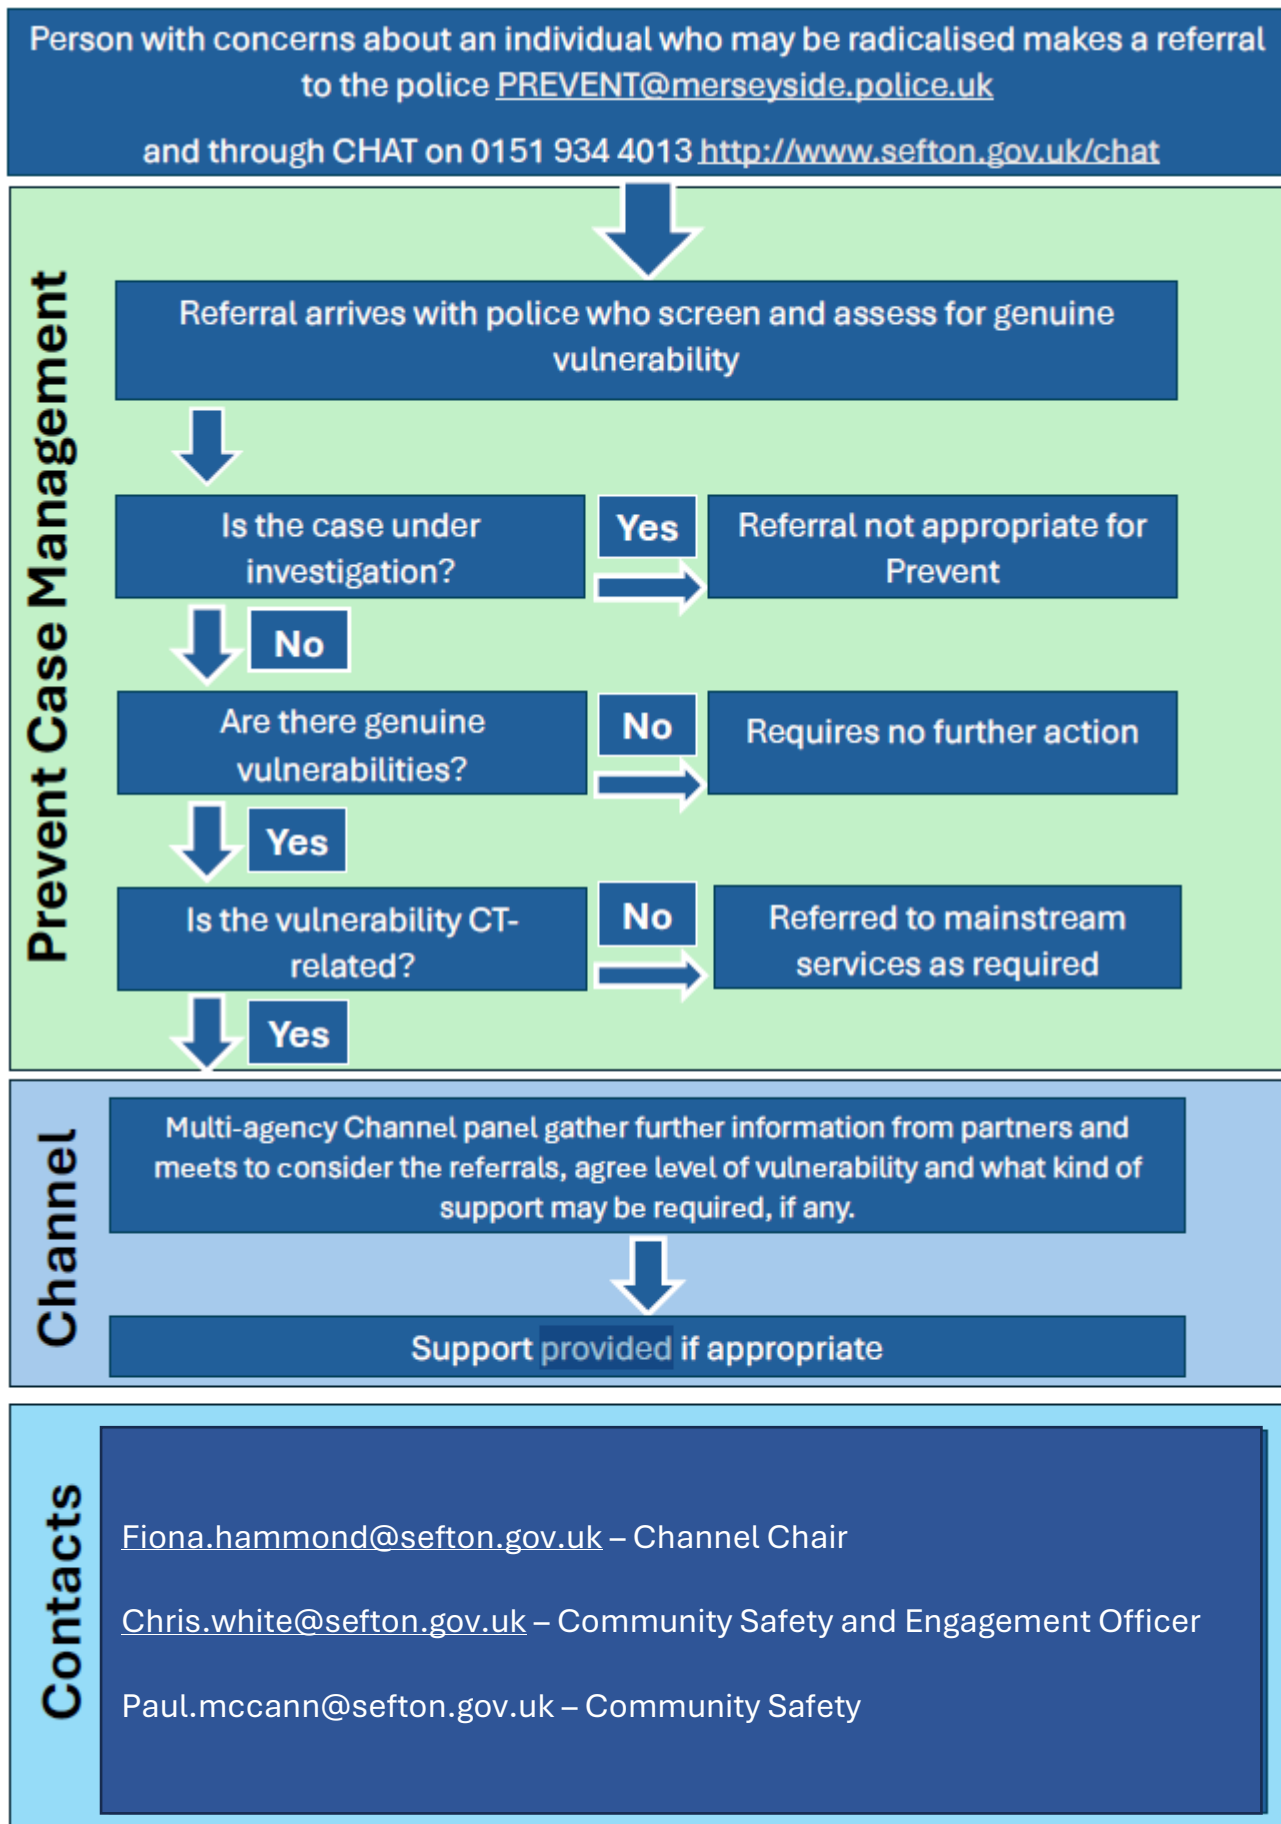 Person with concerns about an individual who may be radicalised makes a referral
to the police PREVENT@merseyside.police.uk
and through CHAT on 0151 934 4013 http://www.sefton.gov.uk/chat
Prevent Case Management
Referral arrives with police who screen and assess for genuine
vulnerability
Is the case under
investigation?
Yes
Referral not appropriate for
Prevent
No
Are there genuine
vulnerabilities?
No
Requires no further action
Yes
Is the vulnerability CT-
related?
No
Referred to mainstream
services as required
Yes
Channel
Multi-agency Channel panel gather further information from partners and
meets to consider the referrals, agree level of vulnerability and what kind of
support may be required, if any.
Support provided if appropriate
Contacts
Fiona.hammond@sefton.gov.uk – Channel Chair
Chris.white@sefton.gov.uk – Community Safety and Engagement Officer
Paul.mccann@sefton.gov.uk – Community Safety